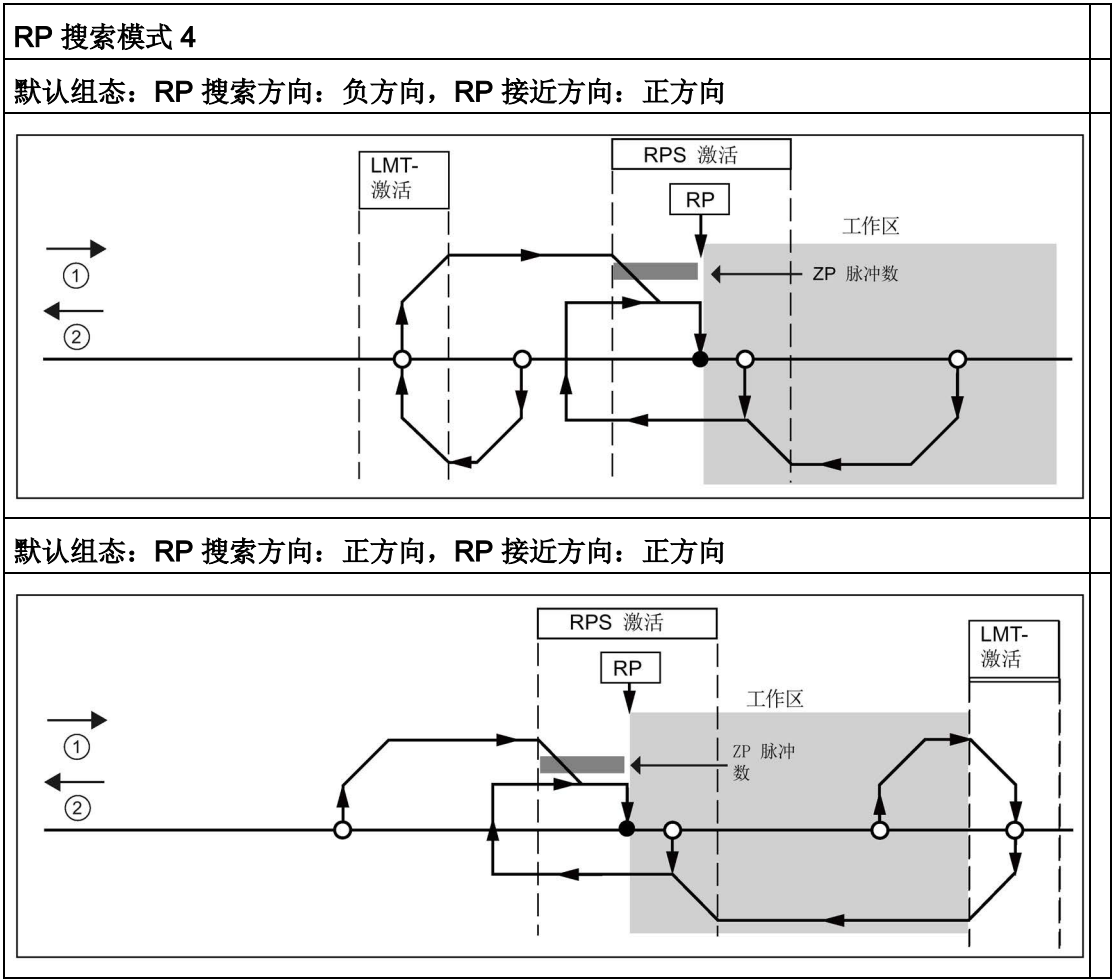 RP 搜索模式 4
默认组态：RP 搜索方向：负方向，RP 接近方向：正方向
LMT-
激活
RPS 激活
RP
工作区
ZP 脉冲数
①
②
默认组态：RP 搜索方向：正方向，RP 接近方向：正方向
RPS 激活
LMT-
激活
RP
工作区
ZP 脉冲
数
①
②